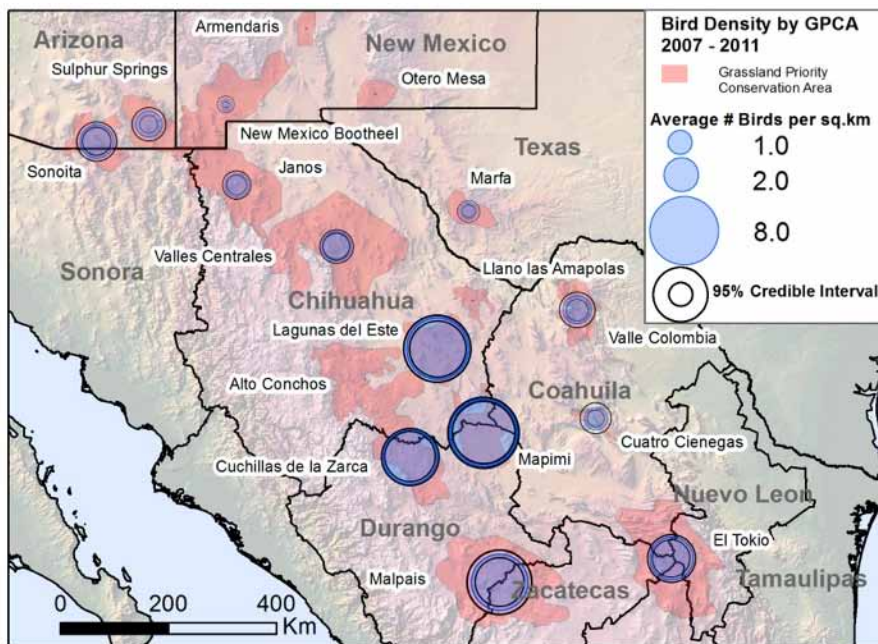 Arizona
Armendaris
New Mexico
Sulphur Springs
Otero Mesa
New Mexico Bootheel
Texas
Sonoita
Janos
Marfa
Valles Centrales
Llano las Amapolas
Sonora
Chihuahua
Lagunas del Este
Valle Colombia
Alto Conchos
Coahuila
Cuatro Cienegas
Cuchillas de la Zarca
Mapimi
Nuevo Leon
Durango
El Tokio
Malpais
Zacatecas
Tamaulipas
0 200 400
Km
Bird Density by GPCA
2007 - 2011
Grassland Priority
Conservation Area
Average # Birds per sq.km
1.0
2.0
8.0
95% Credible Interval